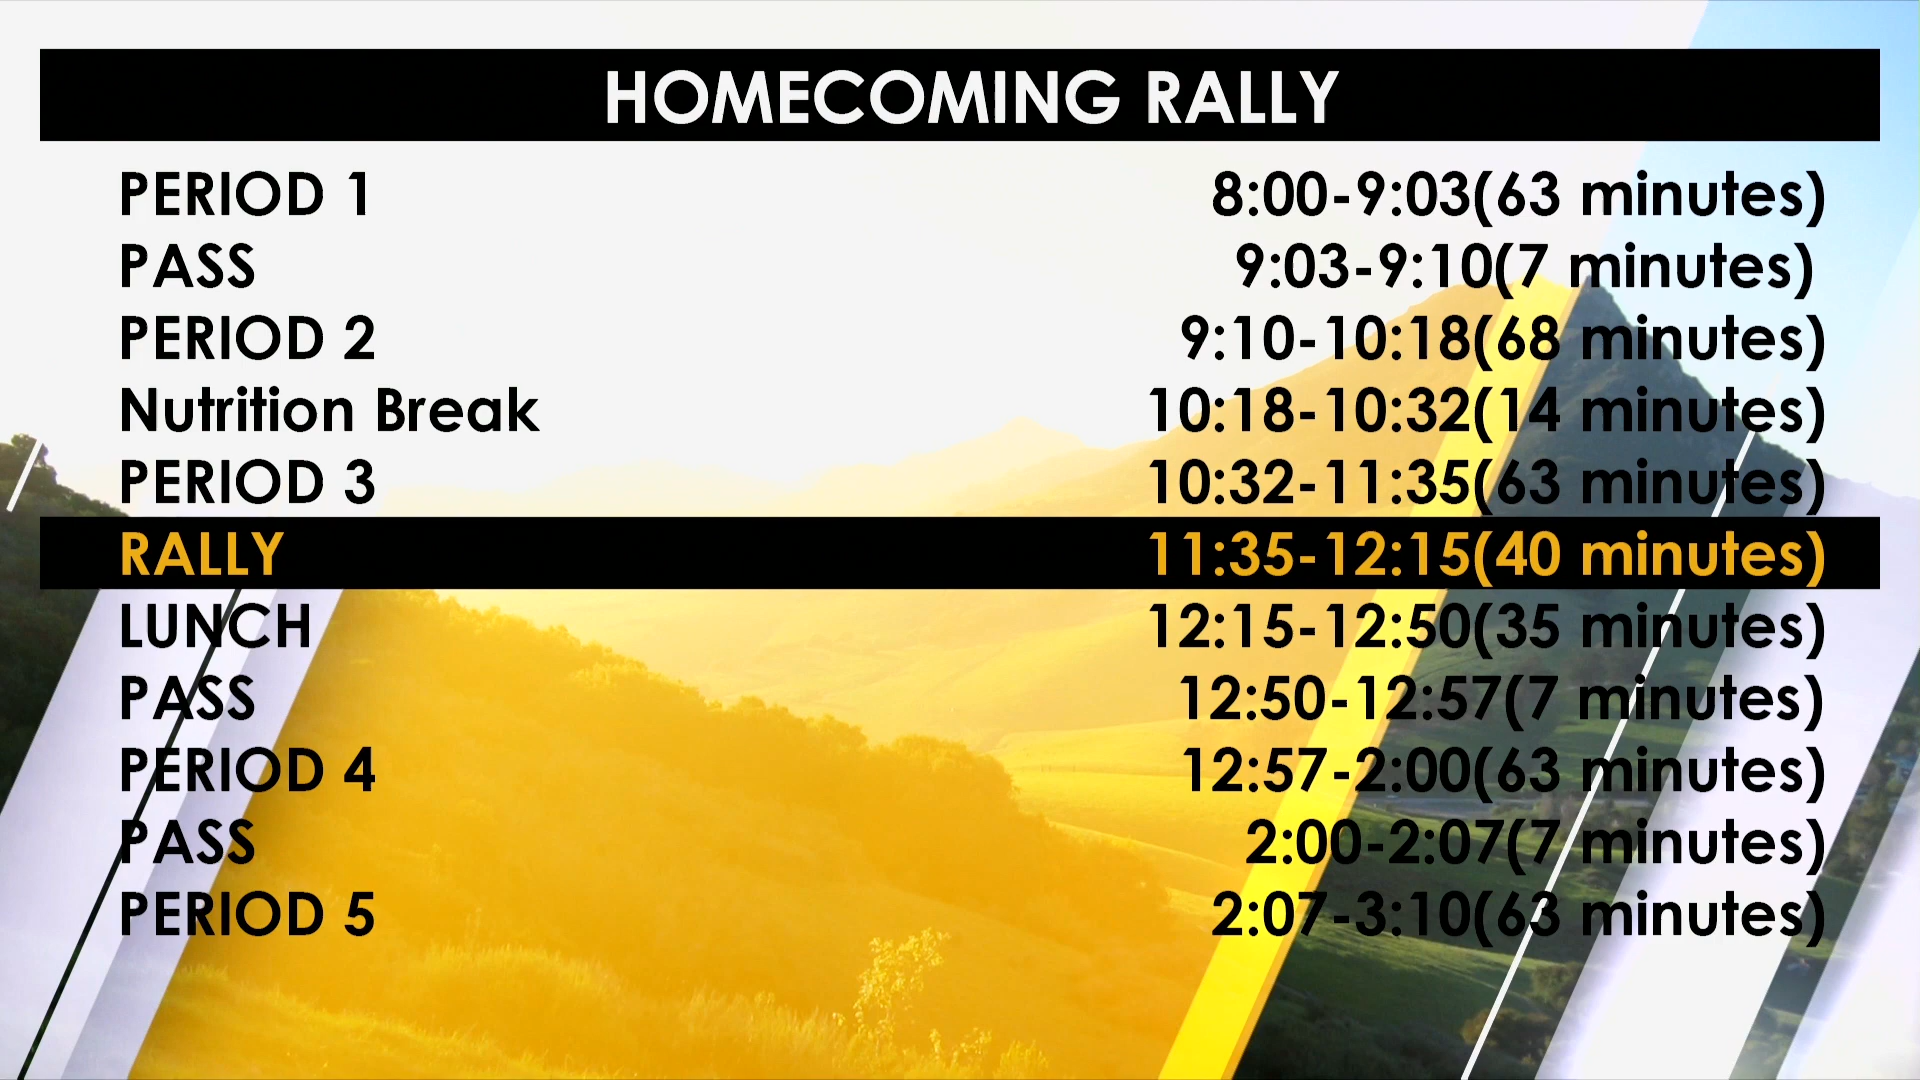 HOMECOMING RALLY
PERIOD 1 8:00-9:03(63 minutes)
PASS 9:03-9:10(7 minutes)
PERIOD 2 9:10-10:18(68 minutes)
Nutrition Break 10:18-10:32(14 minutes)
PERIOD 3 10:32-11:35(63 minutes)
RALLY 11:35-12:15(40 minutes)
LUNCH 12:15-12:50(35 minutes)
PASS 12:50-12:57(7 minutes)
PERIOD 4 12:57-2:00(63 minutes)
PASS 2:00-2:07(7 minutes)
PERIOD 5 2:07-3:10(63 minutes)